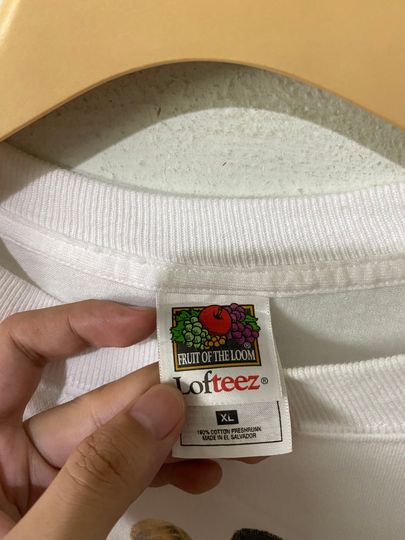 FRUIT OF THE LOOM®
Lofteez®
XL
100% COTTON PRESHRUNK
MADE IN EL SALVADOR